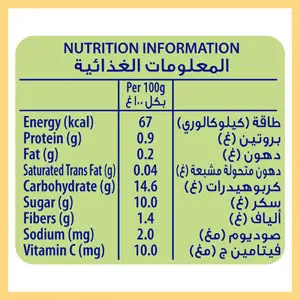 NUTRITION INFORMATION
المعلومات الغذائية
Per 100g
بكل ١٠٠غ
Energy (kcal) 67 طاقة (كيلوكالوري)
Protein (g) 0.9 بروتين (غ)
Fat (g) 0.2 دهون (غ)
Saturated Trans Fat (g) 0.04 دهون متحولة مشبعة (غ)
Carbohydrate (g) 14.6 كربوهيدرات (غ)
Sugar (g) 10.0 سكر (غ)
Fibers (g) 1.4 ألياف (غ)
Sodium (mg) 2.0 صوديوم (مغ)
Vitamin C (mg) 10.0 فيتامين ج (مغ)